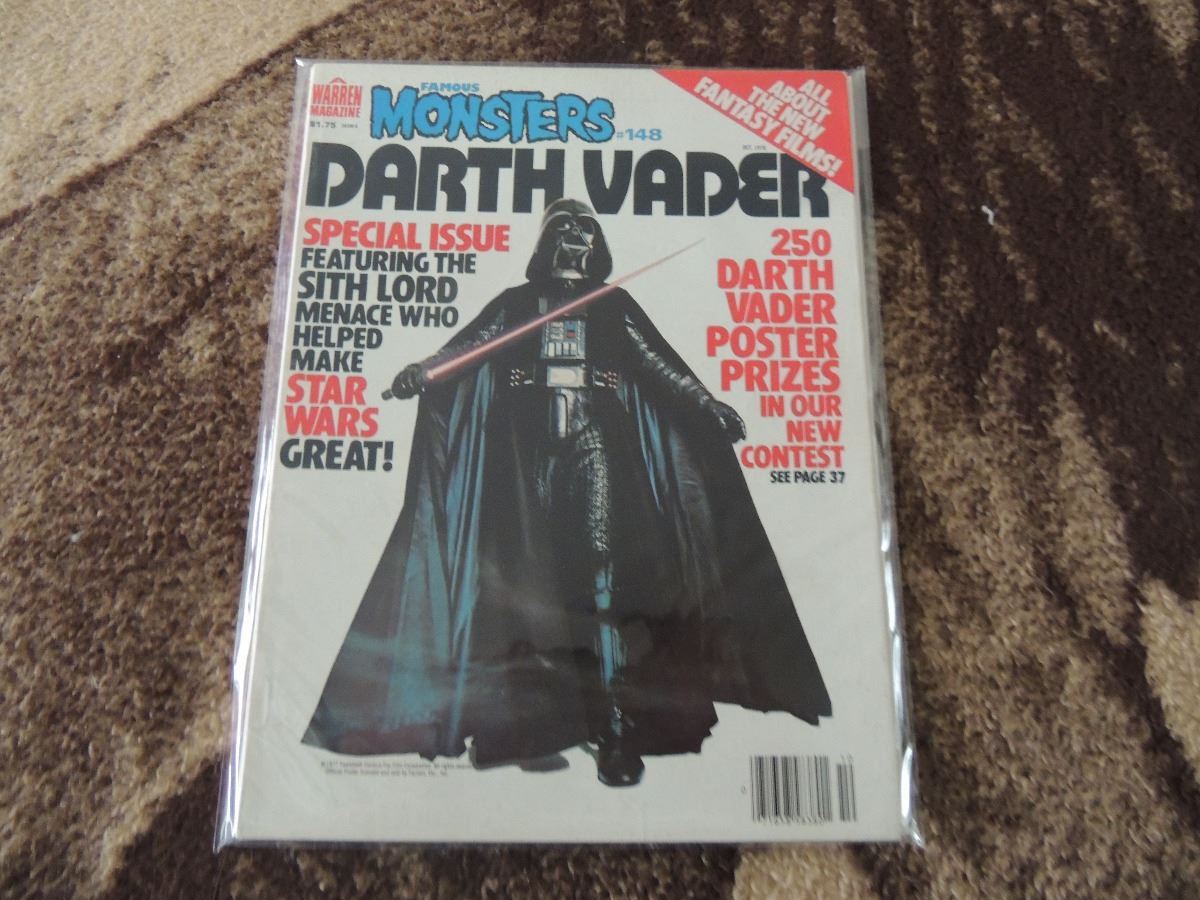 A
WARREN
MAGAZINE
$1.75
FAMOUS
MONSTERS #148
OCT. 1978
ALL
ABOUT
THE NEW
FANTASY FILMS!
DARTH VADER
SPECIAL ISSUE
FEATURING THE
SITH LORD
MENACE WHO
HELPED
MAKE
STAR
WARS
GREAT!
250
DARTH
VADER
POSTER
PRIZES
IN OUR
NEW
CONTEST
SEE PAGE 37